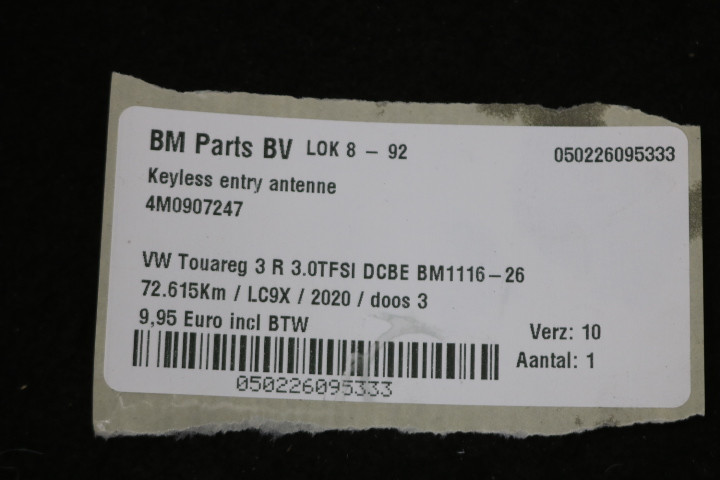 BM Parts BV LOK 8 - 92 050226095333
Keyless entry antenne
4M0907247
VW Touareg 3 R 3.0TFSI DCBE BM1116-26
72.615Km / LC9X / 2020 / doos 3
9,95 Euro incl BTW
Verz: 10
Aantal: 1
050226095333